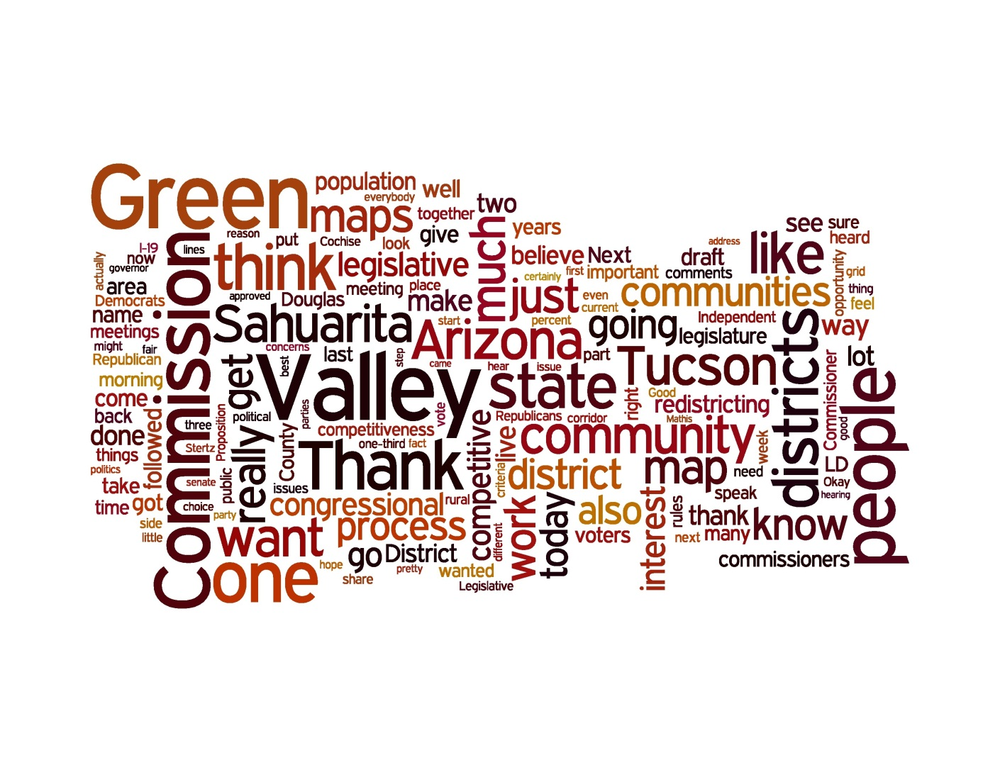 Green
population
everybody
well
maps
together
two
reason
put
Cochise
look
give
years
see
sure
heard
address
I-19
now
governor
actually
lines
think
legislative
much
believe
Next
draft
comments
like
opportunity
grid
thing
feel
area
Democrats
name
meetings
might
fair
Republican
morning
come
back
done
things
politics
take
time
got
followed
side
little
Commission
approved
Douglas
meeting
place
make
certainly
first
important
just
even
current
communities
Sahuarita
start
percent
Arizona
going
Independent
legislature
way
concerns
last
step
came
hear
issue
part
Tucson
districts
lot
get
best
Valley
state
right
Good
redistricting
Mathis
Commissioner
good
people
three
Stertz
Proposition
political
parties
vote
Republicans
corridor
competitiveness
one-third
fact
live
community
week
senate
public
really
County
Thank
competitive
criteria
district
map
need
LD
Okay
hearing
choice
party
issues
congressional
rural
speak
want
process
different
work
today
also
voters
interest
rules
thank
next
many
know
one
hope
go
District
pretty
share
wanted
Legislative
commissioners